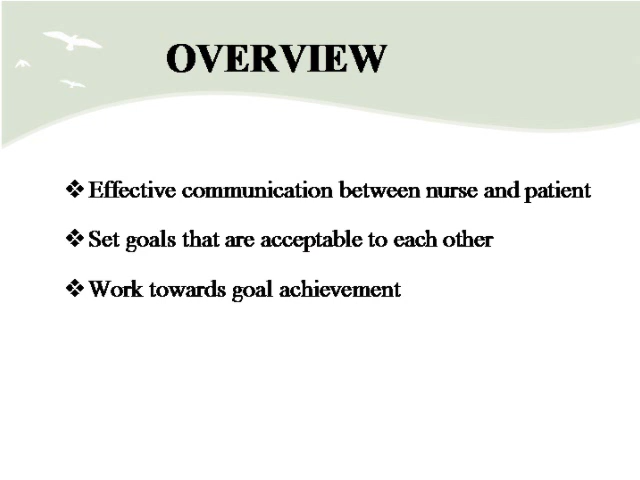 OVERVIEW
❖Effective communication between nurse and patient
❖Set goals that are acceptable to each other
❖Work towards goal achievement